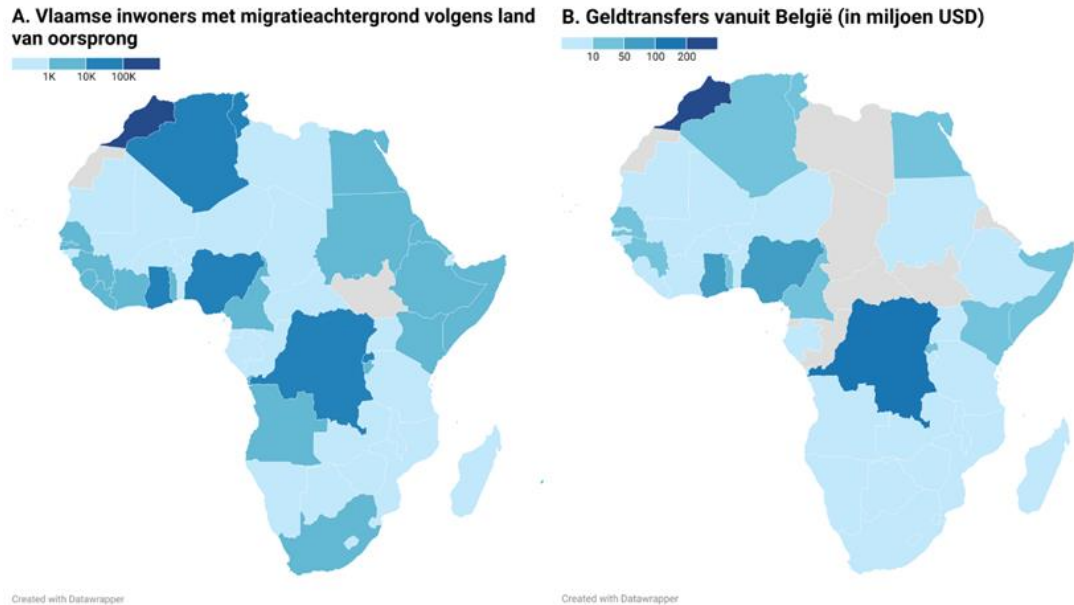 A. Vlaamse inwoners met migratieachtergrond volgens land
van oorsprong
1K 10K 100K
Created with Datawrapper
B. Geldtransfers vanuit België (in miljoen USD)
10 50 100 200
Created with Datawrapper